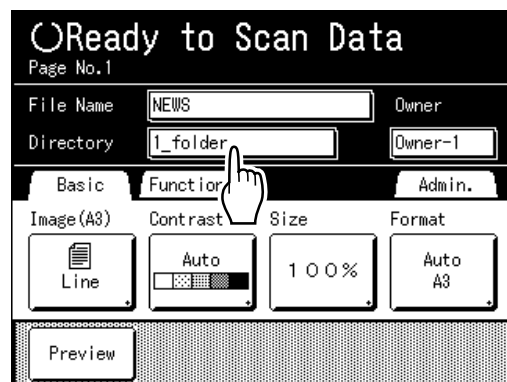 Ready to Scan Data
Page No.1
File Name NEWS Owner
Directory 1_folder Owner-1
Basic Function Admin.
Image(A3) Contrast Size Format
Line Auto 100% Auto
A3
Preview